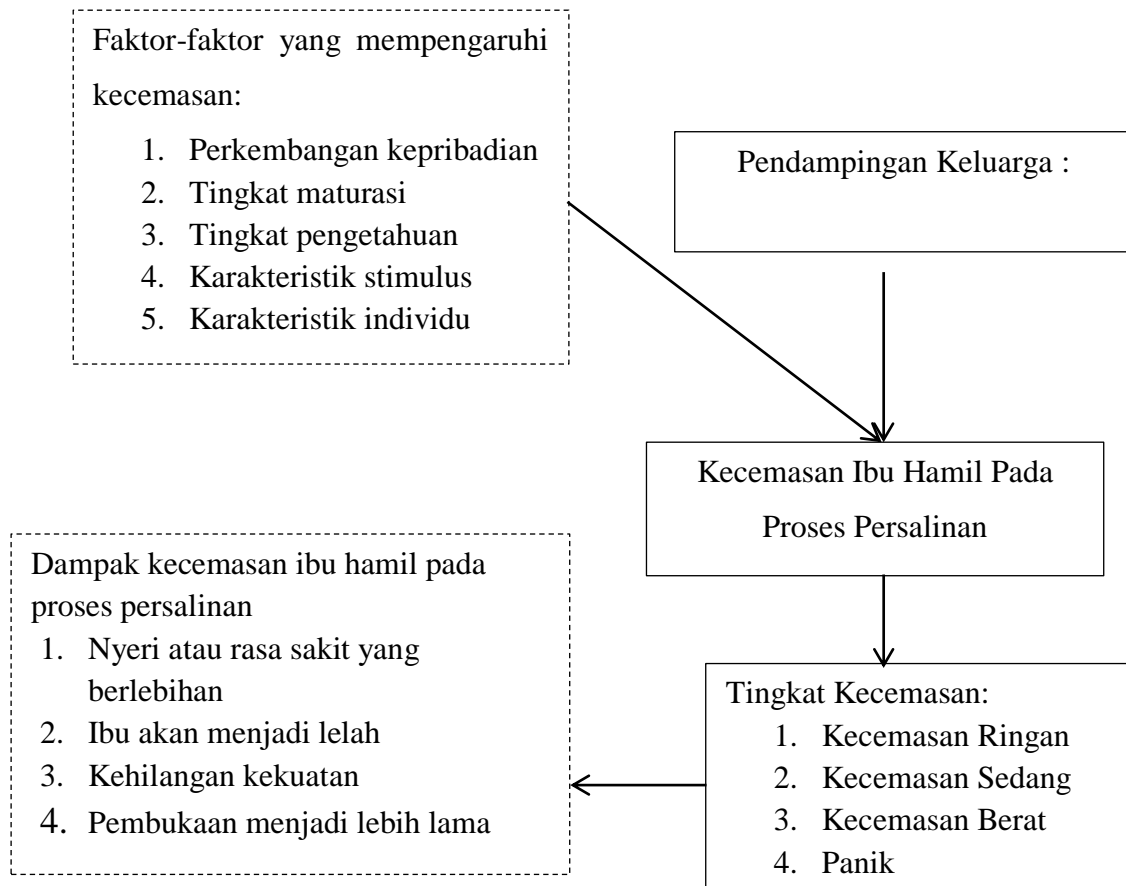 Faktor-faktor yang mempengaruhi
kecemasan:
1. Perkembangan kepribadian
2. Tingkat maturasi
3. Tingkat pengetahuan
4. Karakteristik stimulus
5. Karakteristik individu
Pendampingan Keluarga :
Kecemasan Ibu Hamil Pada
Proses Persalinan
Dampak kecemasan ibu hamil pada
proses persalinan
1. Nyeri atau rasa sakit yang
berlebihan
2. Ibu akan menjadi lelah
3. Kehilangan kekuatan
4. Pembukaan menjadi lebih lama
Tingkat Kecemasan:
1. Kecemasan Ringan
2. Kecemasan Sedang
3. Kecemasan Berat
4. Panik